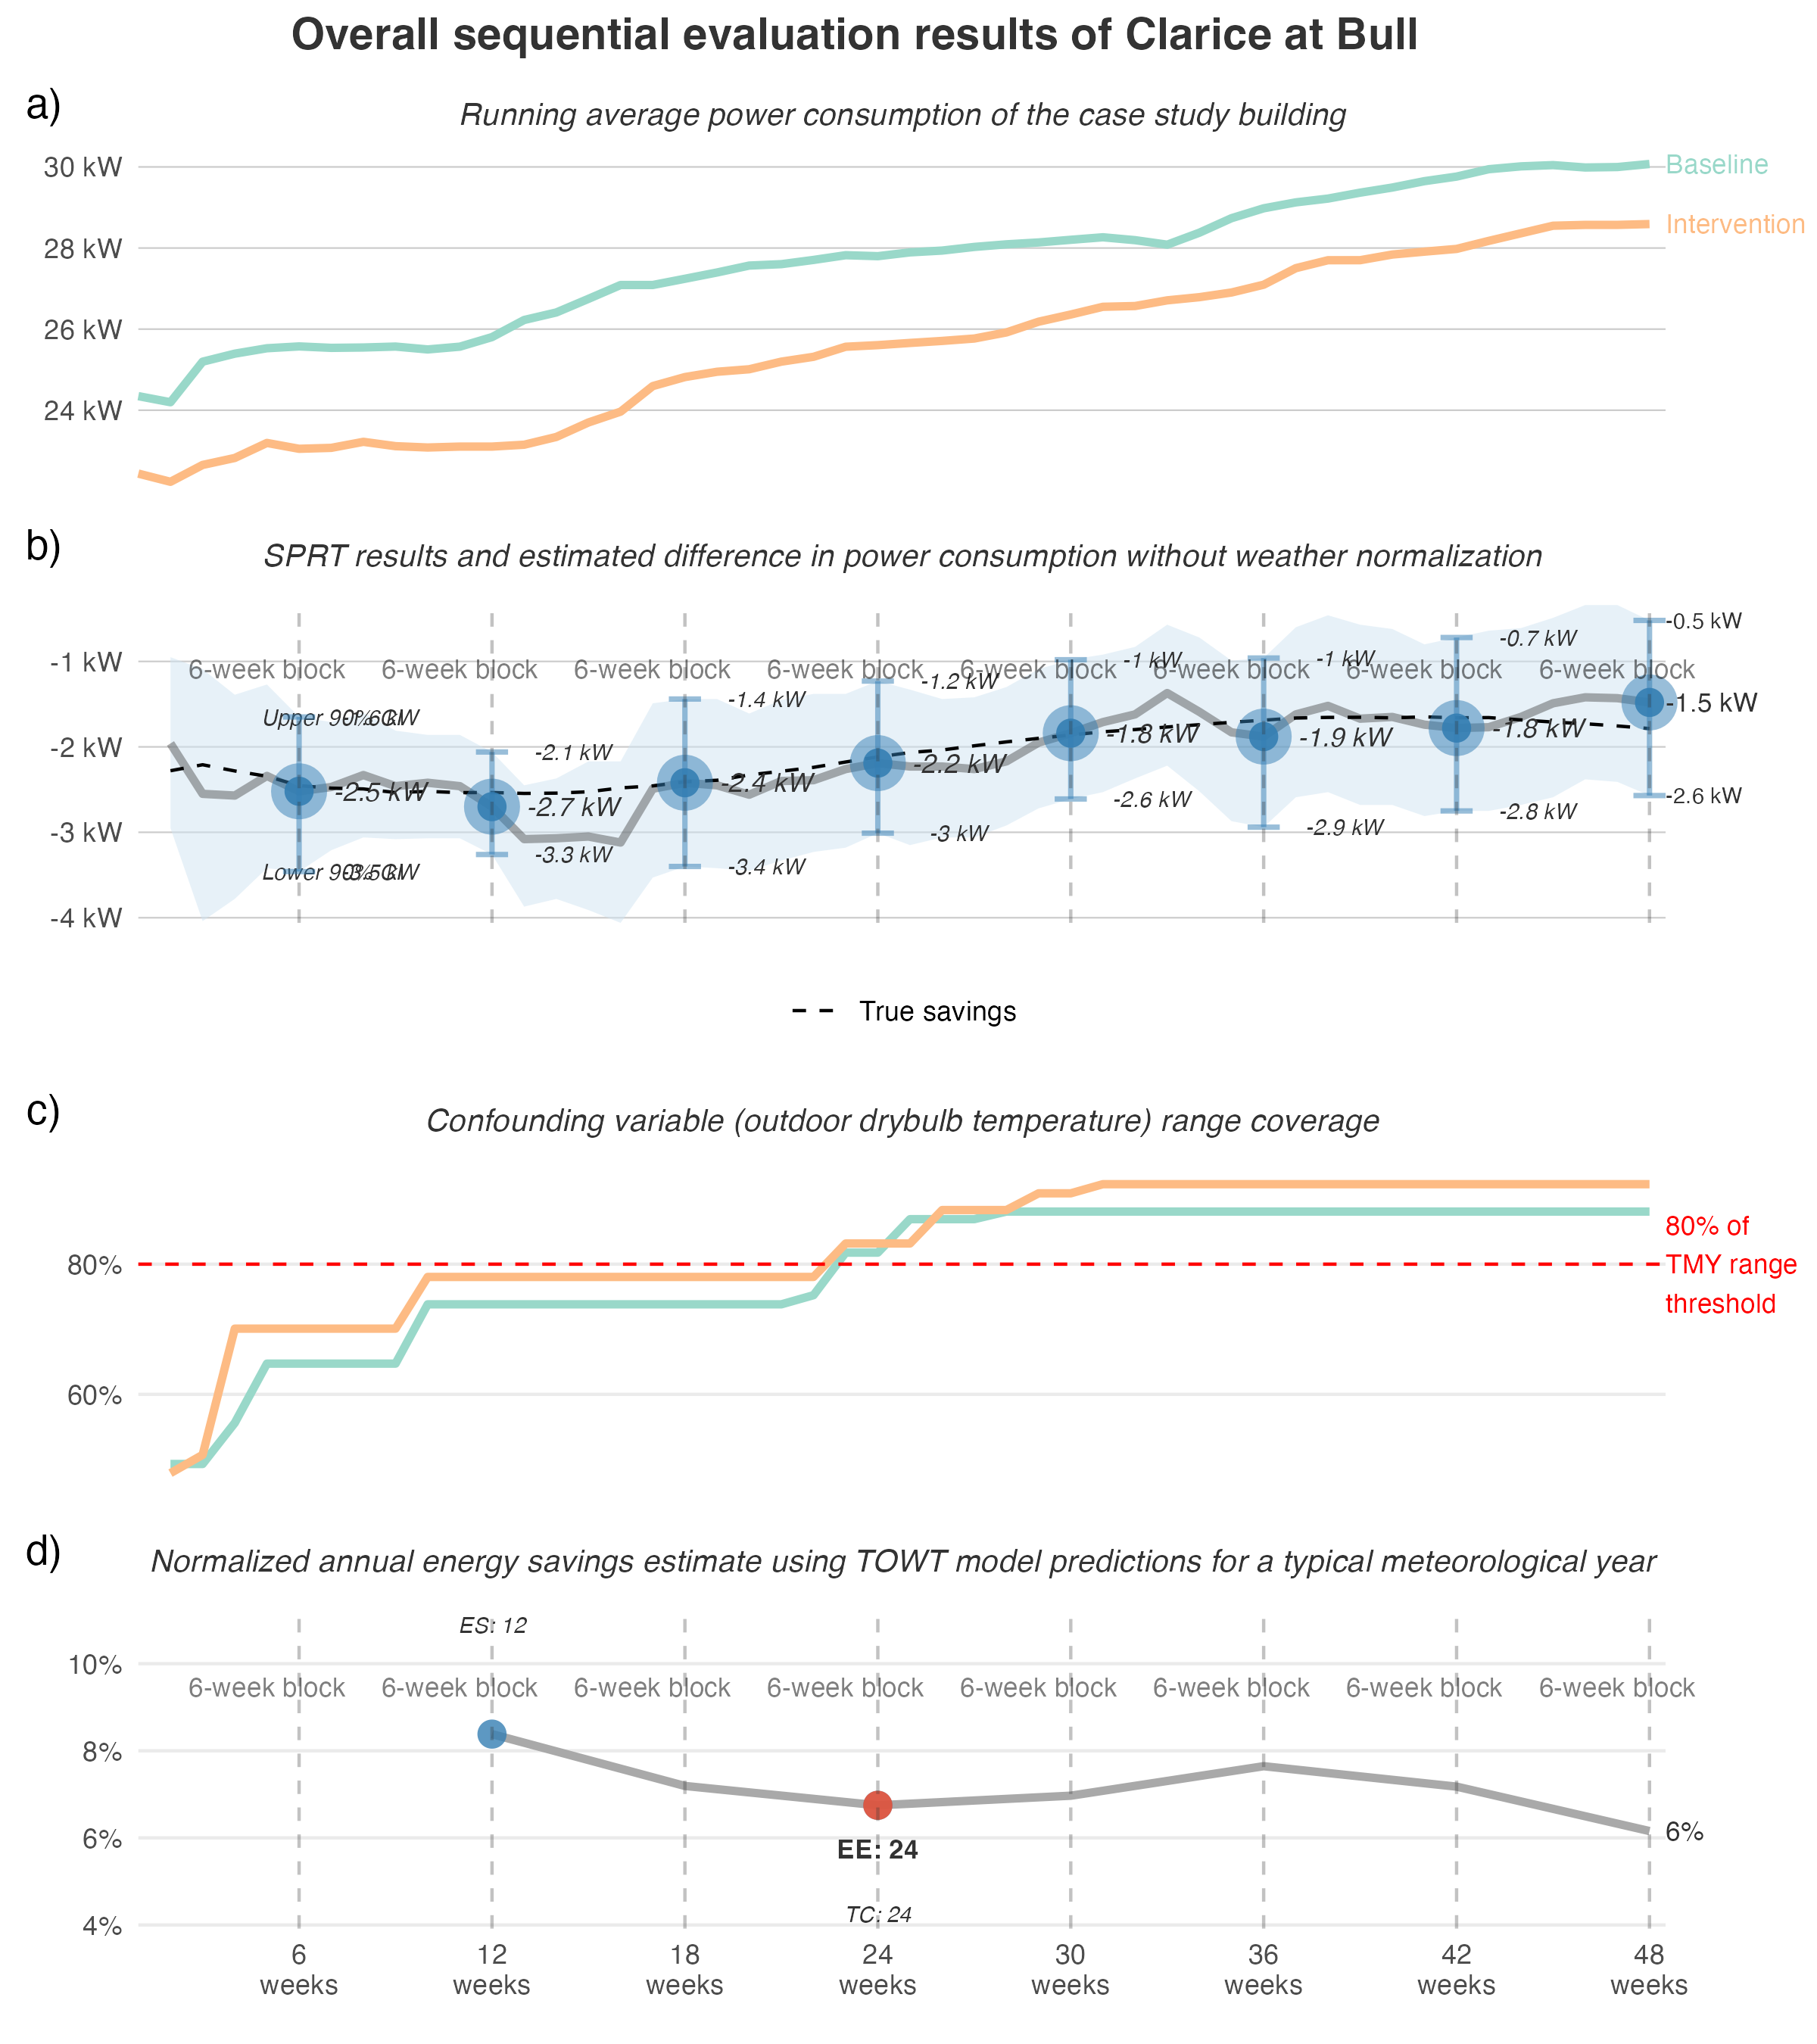 Overall sequential evaluation results of Clarice at Bull
a)
Running average power consumption of the case study building
30 kW
28 kW
26 kW
24 kW
Baseline
Intervention
b)
SPRT results and estimated difference in power consumption without weather normalization
-1 kW
-2 kW
-3 kW
-4 kW
6-week block
6-week block
6-week block
6-week block
6-week block
6-week block
6-week block
6-week block
Upper 90% CI
-1.6 kW
-2.1 kW
-1.4 kW
-1.2 kW
-1 kW
-1 kW
-0.7 kW
-0.5 kW
-2.5 kW
-2.7 kW
-2.4 kW
-2.2 kW
-1.8 kW
-1.9 kW
-1.8 kW
-1.5 kW
Lower 90% CI
-3.5 kW
-3.3 kW
-3.4 kW
-3 kW
-2.6 kW
-2.9 kW
-2.8 kW
-2.6 kW
True savings
c)
Confounding variable (outdoor drybulb temperature) range coverage
80%
60%
80% of
TMY range
threshold
d)
Normalized annual energy savings estimate using TOWT model predictions for a typical meteorological year
ES: 12
10%
8%
6%
4%
6-week block
6-week block
6-week block
6-week block
6-week block
6-week block
6-week block
6-week block
EE: 24
TC: 24
6%
6
weeks
12
weeks
18
weeks
24
weeks
30
weeks
36
weeks
42
weeks
48
weeks